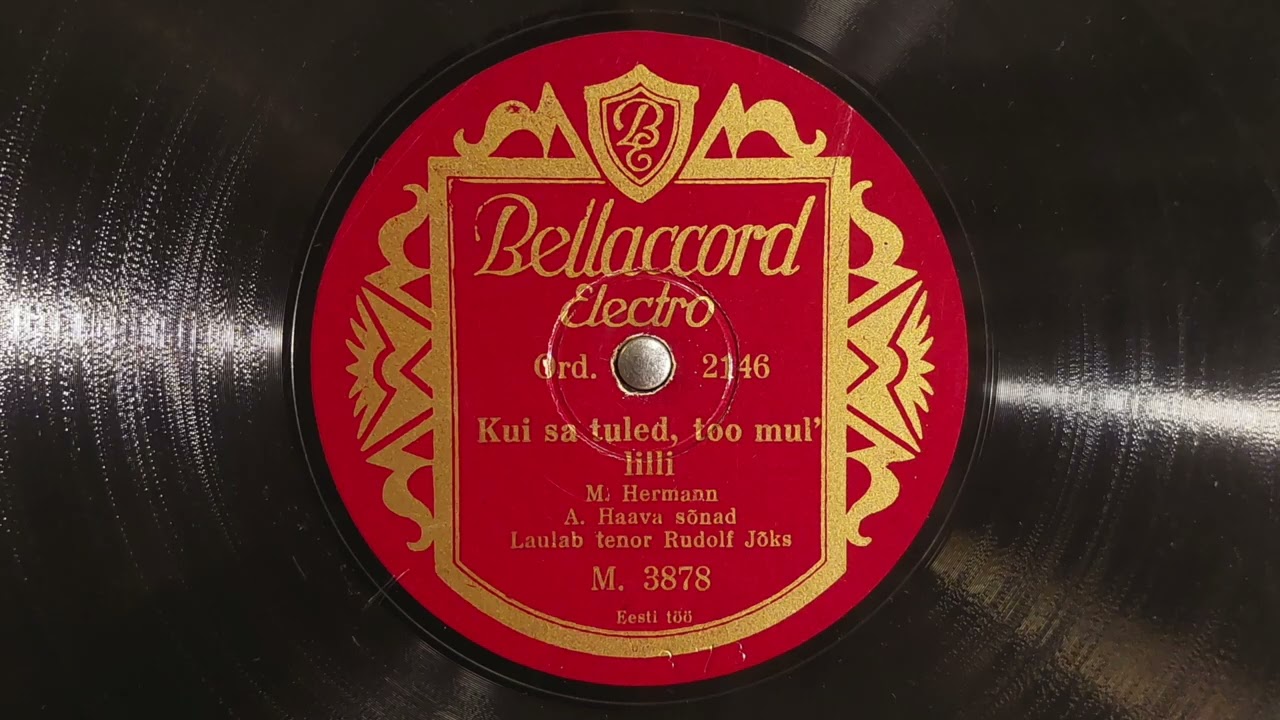 BE
Bellaccord
Electro
Ord. 2146
Kui sa tuled, too mul'
lilli
M. Hermann
A. Haava sõnad
Laulab tenor Rudolf Jõks
M. 3878
Eesti töö